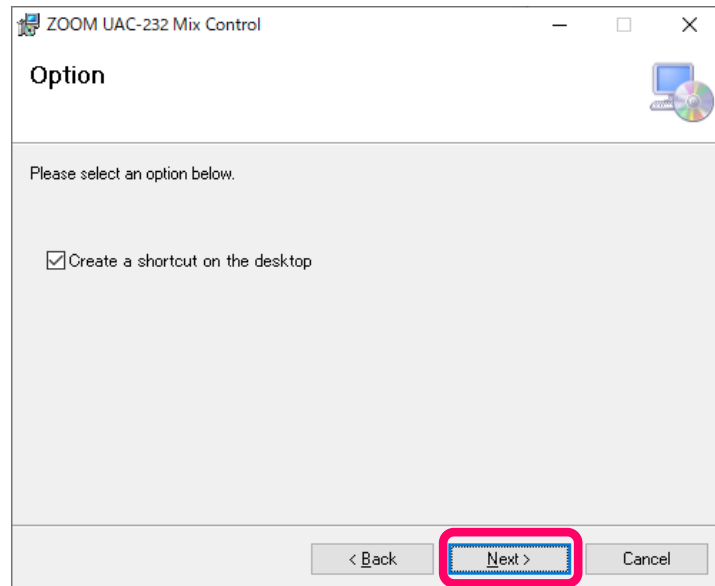 ZOOM UAC-232 Mix Control
Option
Please select an option below.
Create a shortcut on the desktop
< Back
Next >
Cancel